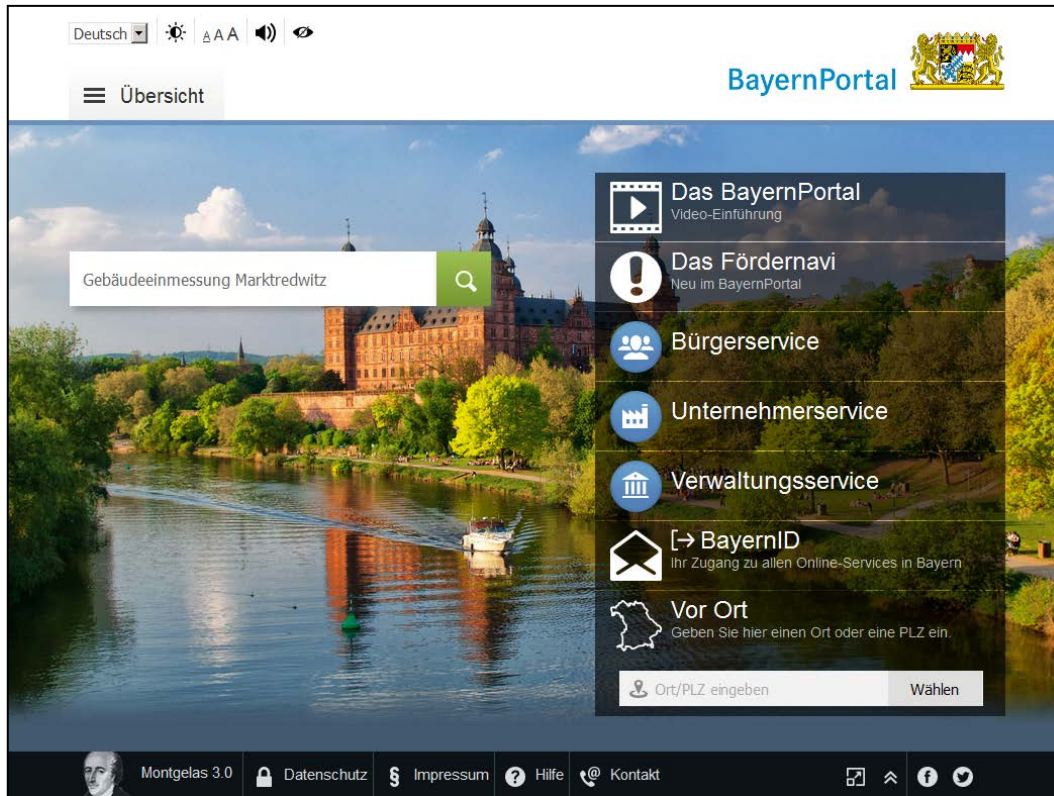 Deutsch
A A A
Übersicht
BayernPortal
Gebäudeeinmessung Marktredwitz
Das BayernPortal
Video-Einführung
Das Fördernavi
Neu im BayernPortal
Bürgerservice
Unternehmerservice
Verwaltungsservice
BayernID
Ihr Zugang zu allen Online-Services in Bayern
Vor Ort
Geben Sie hier einen Ort oder eine PLZ ein.
Ort/PLZ eingeben Wählen
Montgelas 3.0 Datenschutz § Impressum ? Hilfe @ Kontakt f